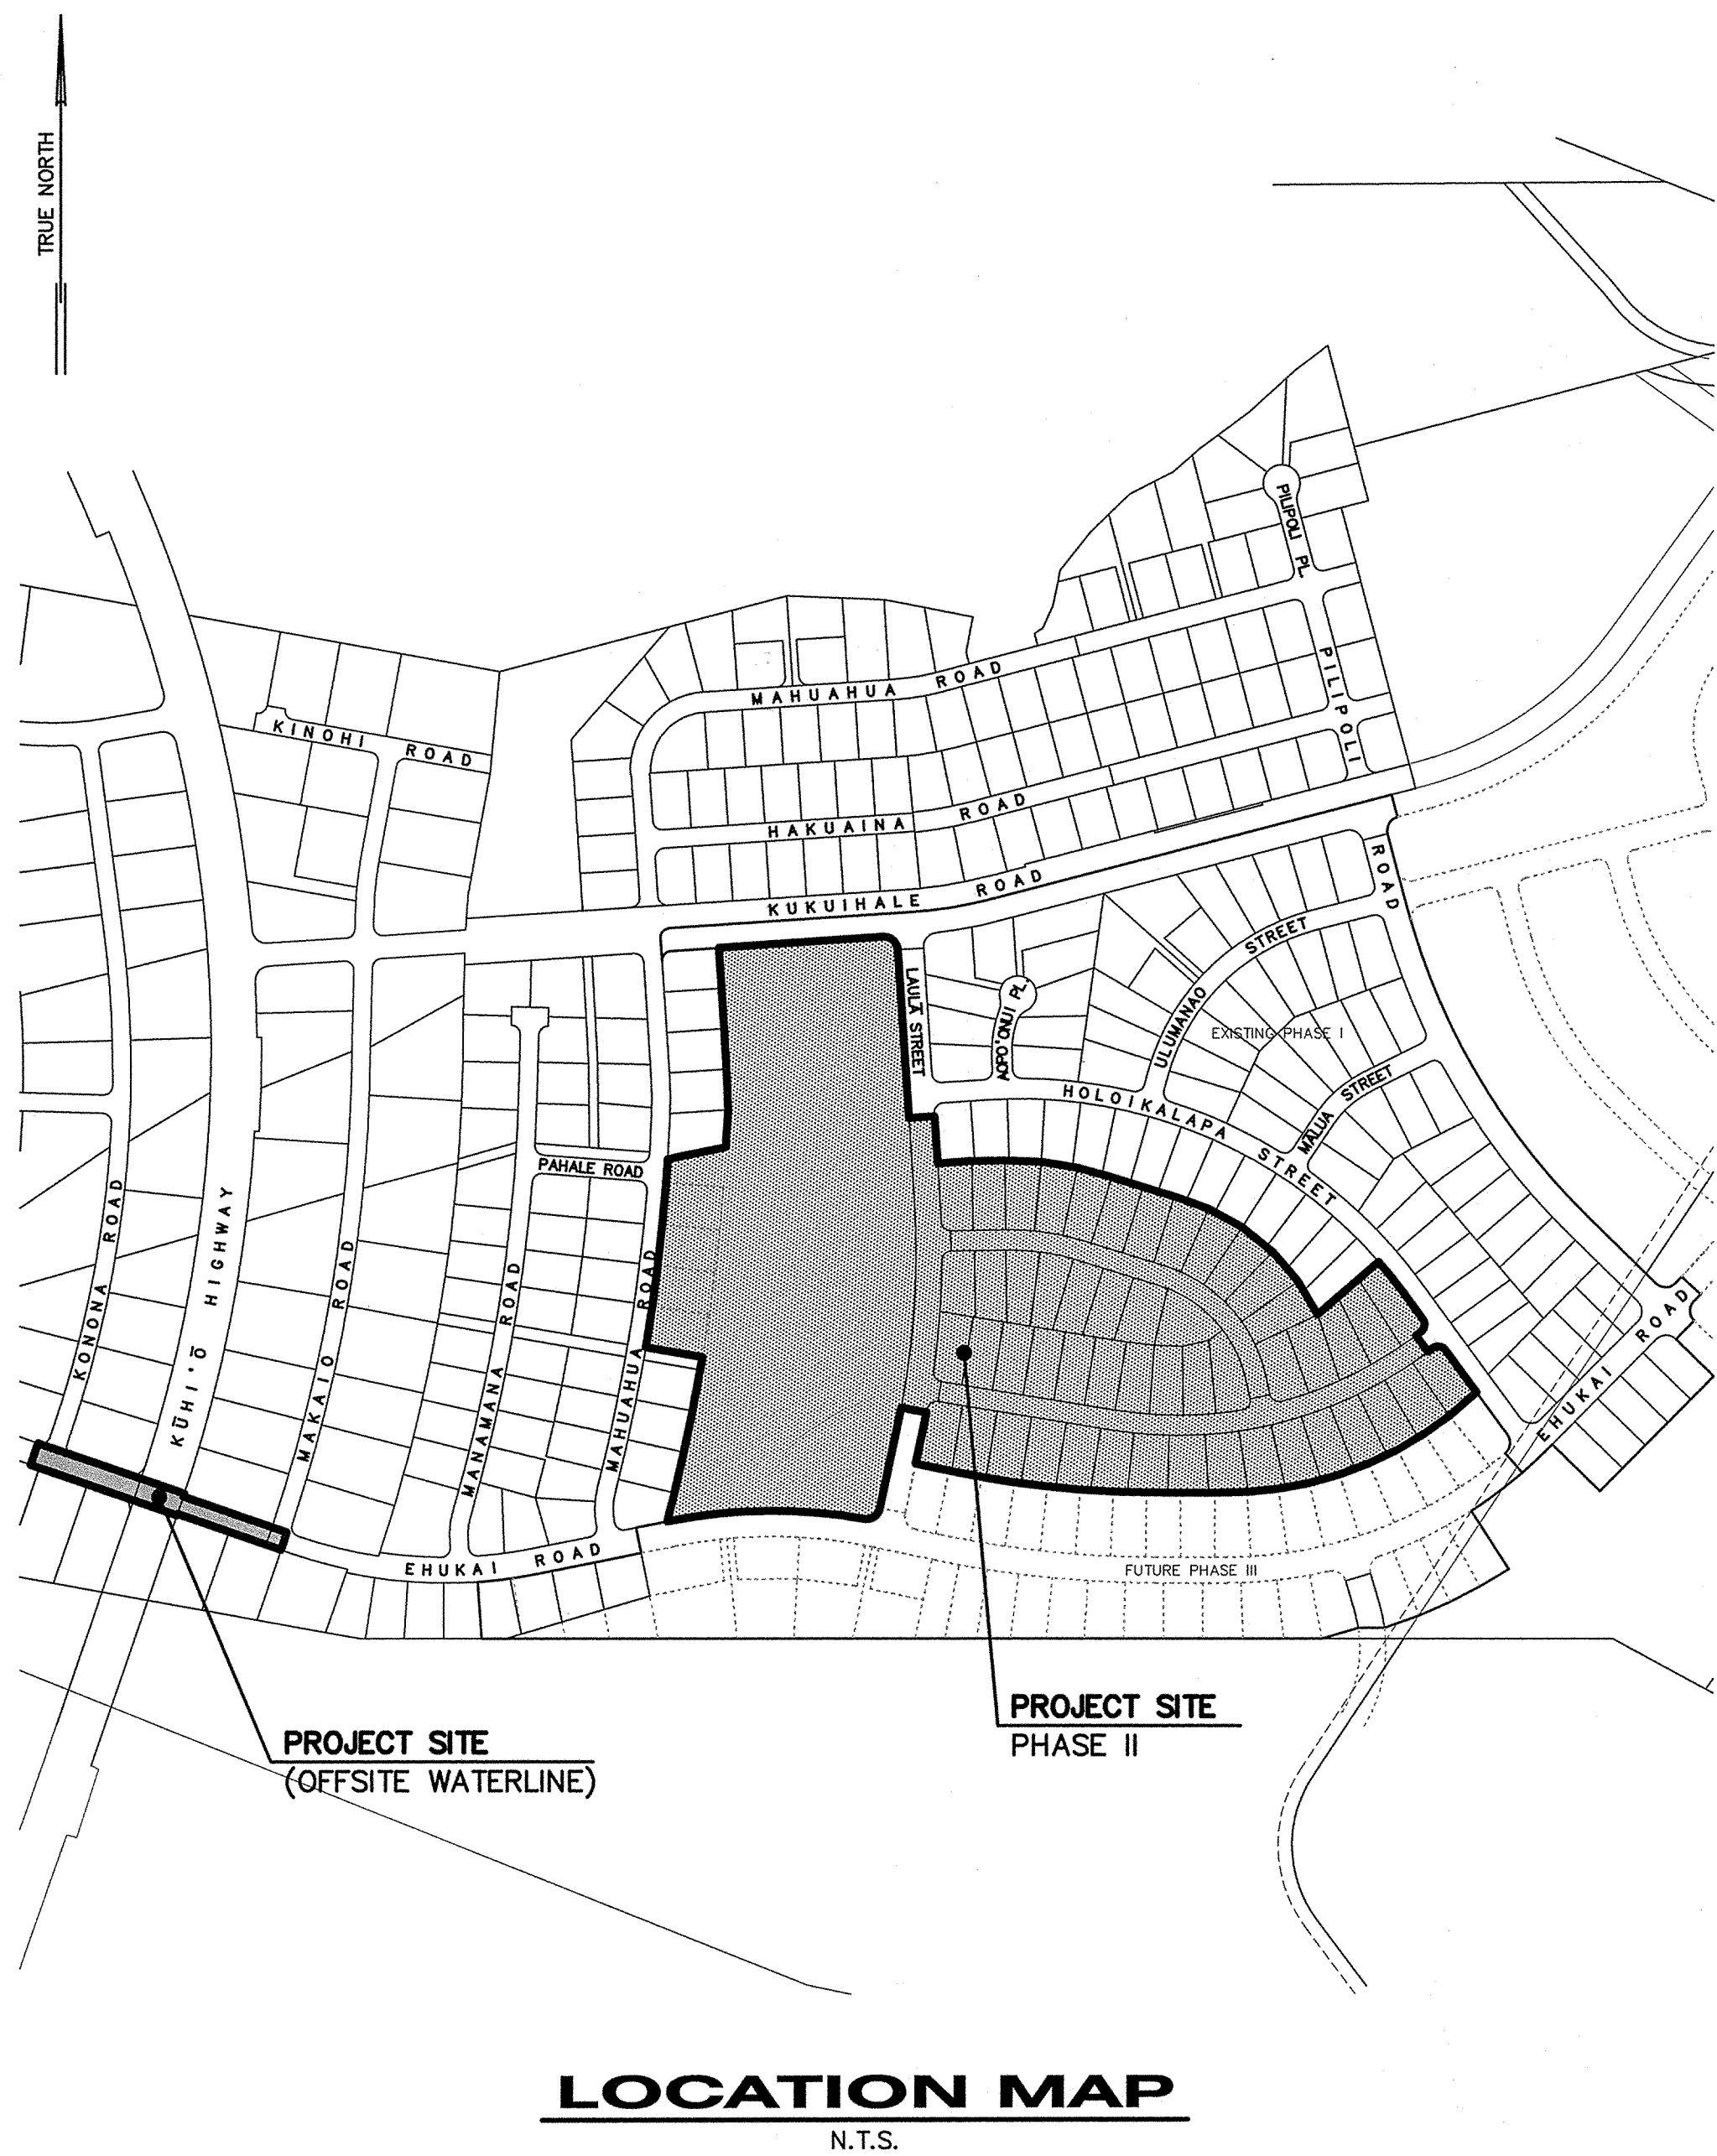 TRUE NORTH
PILIPOLI PL.
MAHUAHUA ROAD
PILIPOLI ROAD
KINOHI ROAD
HAKUAINA ROAD
KUKUIHALE ROAD
LAULA STREET
AOPO'ONUI PL.
ULUMANAO STREET
EXISTING PHASE I
MALUA STREET
HOLOIKALAPA STREET
PAHALE ROAD
KONONA ROAD
KŪHI'Ō HIGHWAY
MAKAIO ROAD
MANAMANA ROAD
MAHUAHUA ROAD
EHUKAI ROAD
EHUKAI ROAD
FUTURE PHASE III
PROJECT SITE
PHASE II
PROJECT SITE
(OFFSITE WATERLINE)
LOCATION MAP
N.T.S.